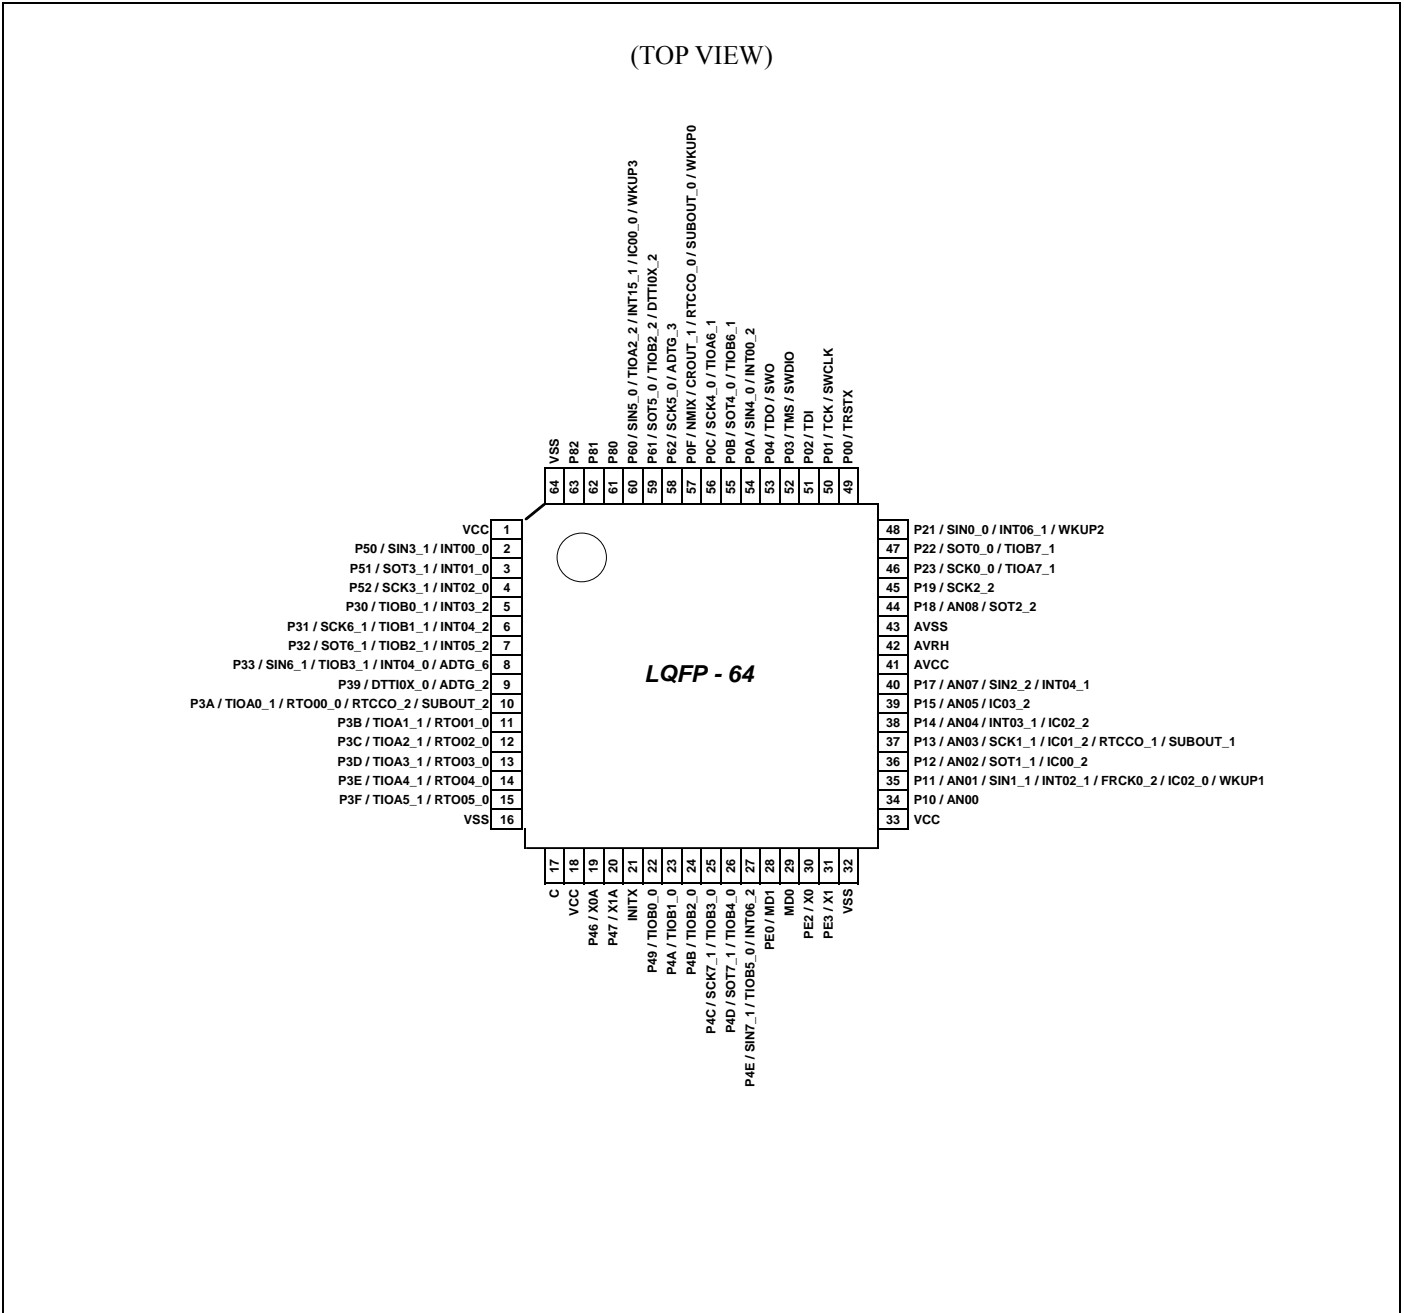 (TOP VIEW)
VSS
P82
P81
P80
P60 / SIN5_0 / TIOA2_2 / INT15_1 / IC00_0 / WKUP3
P61 / SOT5_0 / TIOB2_2 / DTTI0X_2
P62 / SCK5_0 / ADTG_3
P0F / NMIX / CROUT_1 / RTCCO_0 / SUBOUT_0 / WKUP0
P0C / SCK4_0 / TIOA6_1
P0B / SOT4_0 / TIOB6_1
P0A / SIN4_0 / INT00_2
P04 / TDO / SWO
P03 / TMS / SWDIO
P02 / TDI
P01 / TCK / SWCLK
P00 / TRSTX
64 63 62 61 60 59 58 57 56 55 54 53 52 51 50 49
VCC 1
P50 / SIN3_1 / INT00_0 2
P51 / SOT3_1 / INT01_0 3
P52 / SCK3_1 / INT02_0 4
P30 / TIOB0_1 / INT03_2 5
P31 / SCK6_1 / TIOB1_1 / INT04_2 6
P32 / SOT6_1 / TIOB2_1 / INT05_2 7
P33 / SIN6_1 / TIOB3_1 / INT04_0 / ADTG_6 8
P39 / DTTI0X_0 / ADTG_2 9
P3A / TIOA0_1 / RTO00_0 / RTCCO_2 / SUBOUT_2 10
P3B / TIOA1_1 / RTO01_0 11
P3C / TIOA2_1 / RTO02_0 12
P3D / TIOA3_1 / RTO03_0 13
P3E / TIOA4_1 / RTO04_0 14
P3F / TIOA5_1 / RTO05_0 15
VSS 16
LQFP - 64
48 P21 / SIN0_0 / INT06_1 / WKUP2
47 P22 / SOT0_0 / TIOB7_1
46 P23 / SCK0_0 / TIOA7_1
45 P19 / SCK2_2
44 P18 / AN08 / SOT2_2
43 AVSS
42 AVRH
41 AVCC
40 P17 / AN07 / SIN2_2 / INT04_1
39 P15 / AN05 / IC03_2
38 P14 / AN04 / INT03_1 / IC02_2
37 P13 / AN03 / SCK1_1 / IC01_2 / RTCCO_1 / SUBOUT_1
36 P12 / AN02 / SOT1_1 / IC00_2
35 P11 / AN01 / SIN1_1 / INT02_1 / FRCK0_2 / IC02_0 / WKUP1
34 P10 / AN00
33 VCC
17 18 19 20 21 22 23 24 25 26 27 28 29 30 31 32
C
VCC
P46 / X0A
P47 / X1A
INITX
P49 / TIOB0_0
P4A / TIOB1_0
P4B / TIOB2_0
P4C / SCK7_1 / TIOB3_0
P4D / SOT7_1 / TIOB4_0
P4E / SIN7_1 / TIOB5_0 / INT06_2
PE0 / MD1
MD0
PE2 / X0
PE3 / X1
VSS